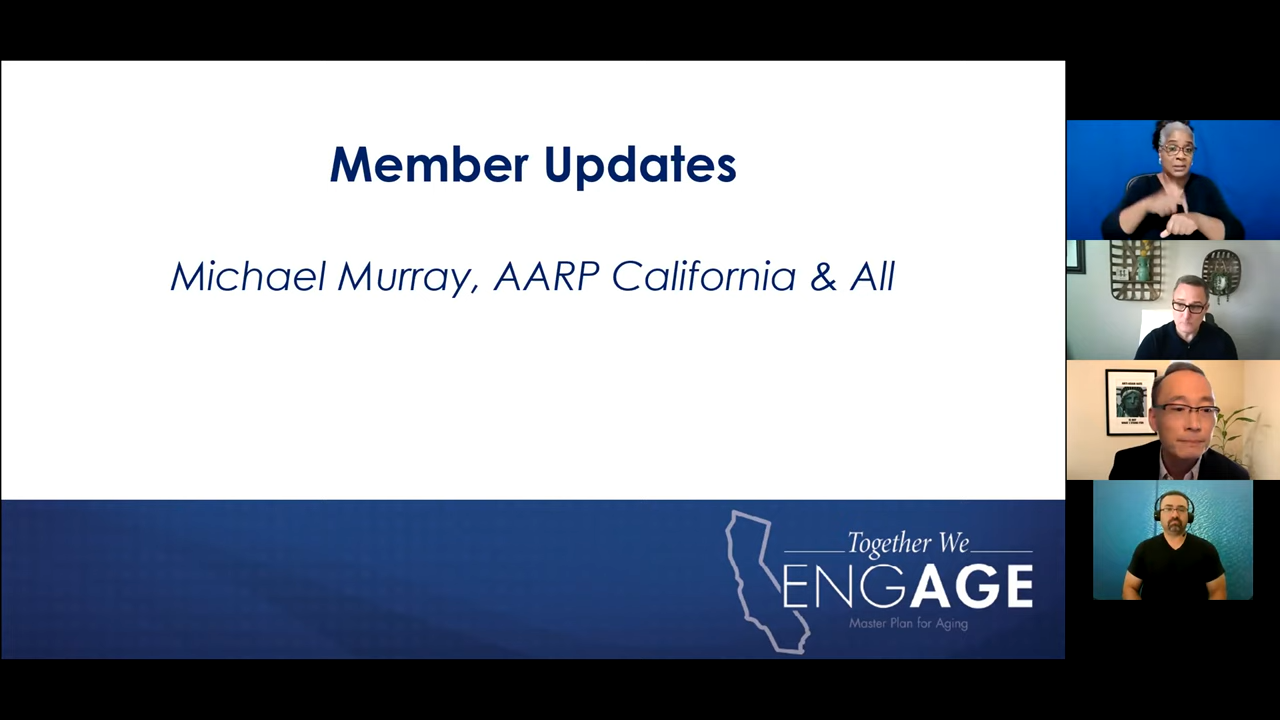 Member Updates
Michael Murray, AARP California & All
Together We
ENGAGE
Master Plan for Aging